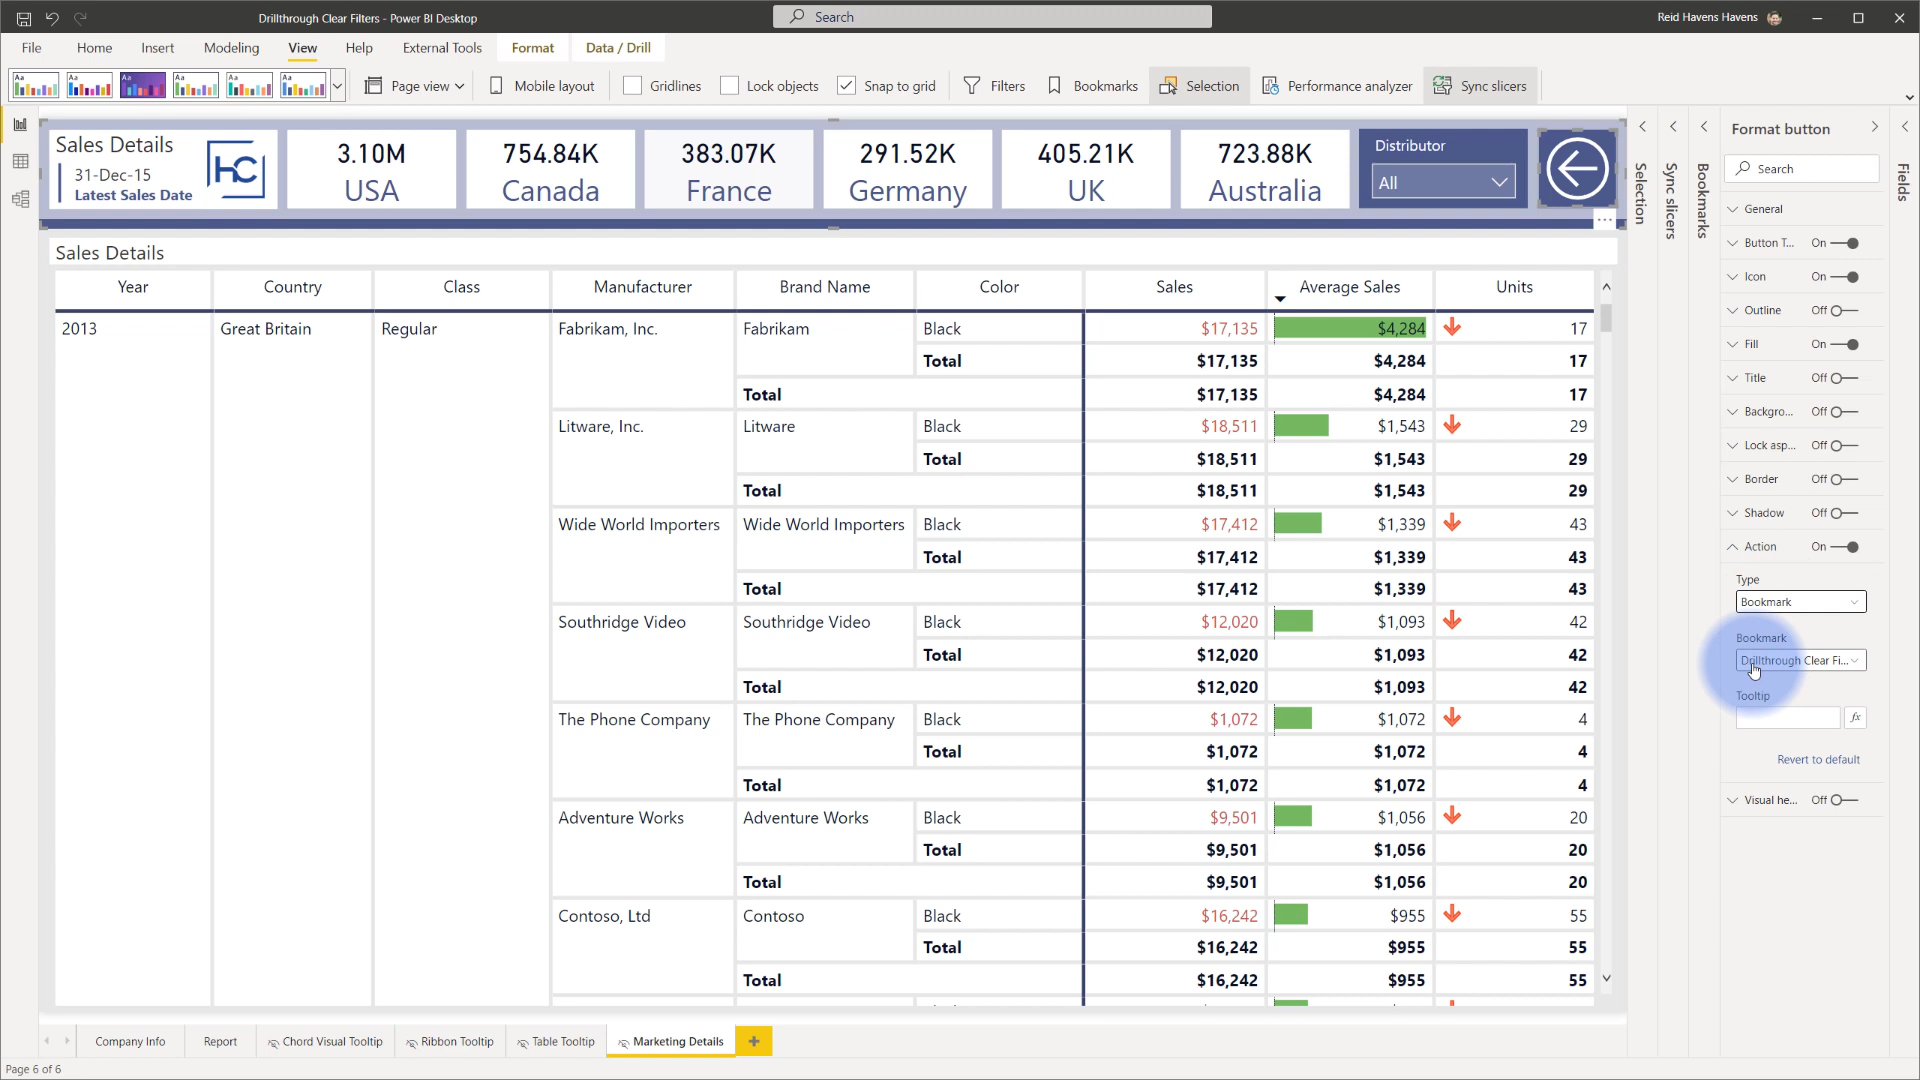 Drillthrough Clear Filters - Power BI Desktop
Search
Reid Havens Havens
File Home Insert Modeling View Help External Tools Format Data / Drill
Aa Aa Aa Aa Aa Aa
Page view Mobile layout Gridlines Lock objects Snap to grid Filters Bookmarks Selection Performance analyzer Sync slicers
Sales Details
31-Dec-15
Latest Sales Date
HC
3.10M
USA
754.84K
Canada
383.07K
France
291.52K
Germany
405.21K
UK
723.88K
Australia
Distributor
All
Sales Details
Year Country Class Manufacturer Brand Name Color Sales Average Sales Units
2013 Great Britain Regular Fabrikam, Inc. Fabrikam Black $17,135 $4,284 17
Total $17,135 $4,284 17
Total $17,135 $4,284 17
Litware, Inc. Litware Black $18,511 $1,543 29
Total $18,511 $1,543 29
Total $18,511 $1,543 29
Wide World Importers Wide World Importers Black $17,412 $1,339 43
Total $17,412 $1,339 43
Total $17,412 $1,339 43
Southridge Video Southridge Video Black $12,020 $1,093 42
Total $12,020 $1,093 42
Total $12,020 $1,093 42
The Phone Company The Phone Company Black $1,072 $1,072 4
Total $1,072 $1,072 4
Total $1,072 $1,072 4
Adventure Works Adventure Works Black $9,501 $1,056 20
Total $9,501 $1,056 20
Total $9,501 $1,056 20
Contoso, Ltd Contoso Black $16,242 $955 55
Total $16,242 $955 55
Total $16,242 $955 55
Selection
Sync slicers
Bookmarks
Format button
Search
General
Button T... On
Icon On
Outline Off
Fill On
Title Off
Backgro... Off
Lock asp... Off
Border Off
Shadow Off
Action On
Type
Bookmark
Bookmark
Drillthrough Clear Fi...
Tooltip
fx
Revert to default
Visual he... Off
Fields
Company Info Report Chord Visual Tooltip Ribbon Tooltip Table Tooltip Marketing Details +
Page 6 of 6